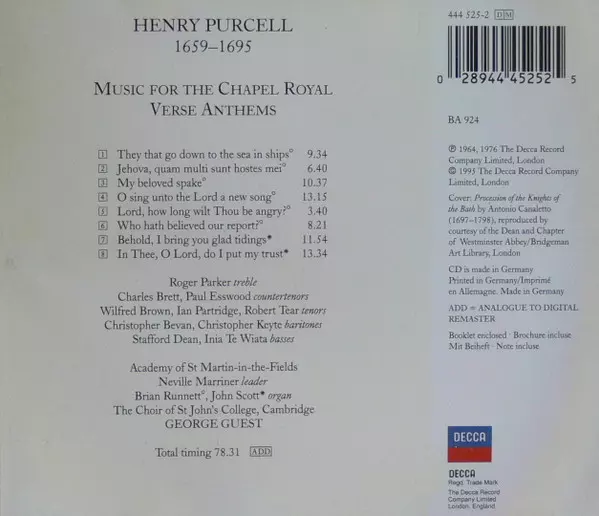 HENRY PURCELL
1659–1695
MUSIC FOR THE CHAPEL ROYAL
VERSE ANTHEMS
1 They that go down to the sea in ships° 9.34
2 Jehova, quam multi sunt hostes mei° 6.40
3 My beloved spake° 10.37
4 O sing unto the Lord a new song° 13.15
5 Lord, how long wilt Thou be angry?° 3.40
6 Who hath believed our report?° 8.21
7 Behold, I bring you glad tidings* 11.54
8 In Thee, O Lord, do I put my trust* 13.34
Roger Parker treble
Charles Brett, Paul Esswood countertenors
Wilfred Brown, Ian Partridge, Robert Tear tenors
Christopher Bevan, Christopher Keyte baritones
Stafford Dean, Inia Te Wiata basses
Academy of St Martin-in-the-Fields
Neville Marriner leader
Brian Runnett°, John Scott* organ
The Choir of St John's College, Cambridge
GEORGE GUEST
Total timing 78.31 ADD
444 525-2 DM
0 28944 45252 5
BA 924
℗ 1964, 1976 The Decca Record
Company Limited, London
© 1995 The Decca Record Company
Limited, London
Cover: Procession of the Knights of
the Bath by Antonio Canaletto
(1697–1798), reproduced by
courtesy of the Dean and Chapter
of Westminster Abbey/Bridgeman
Art Library, London
CD is made in Germany
Printed in Germany/Imprimé
en Allemagne. Made in Germany
ADD = ANALOGUE TO DIGITAL
REMASTER
Booklet enclosed · Brochure incluse
Mit Beiheft · Note incluse
DECCA
DECCA
Regd. Trade Mark
The Decca Record
Company Limited
London, England.